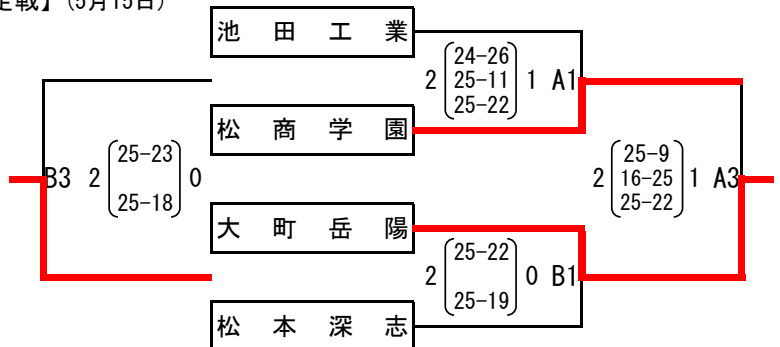 定戦】（5月15日）
池田工業
2 24-26 25-11 25-22 1 A1
松商学園
B3 2 25-23 25-18 0
2 25-9 16-25 25-22 1 A3
大町岳陽
2 25-22 25-19 0 B1
松本深志